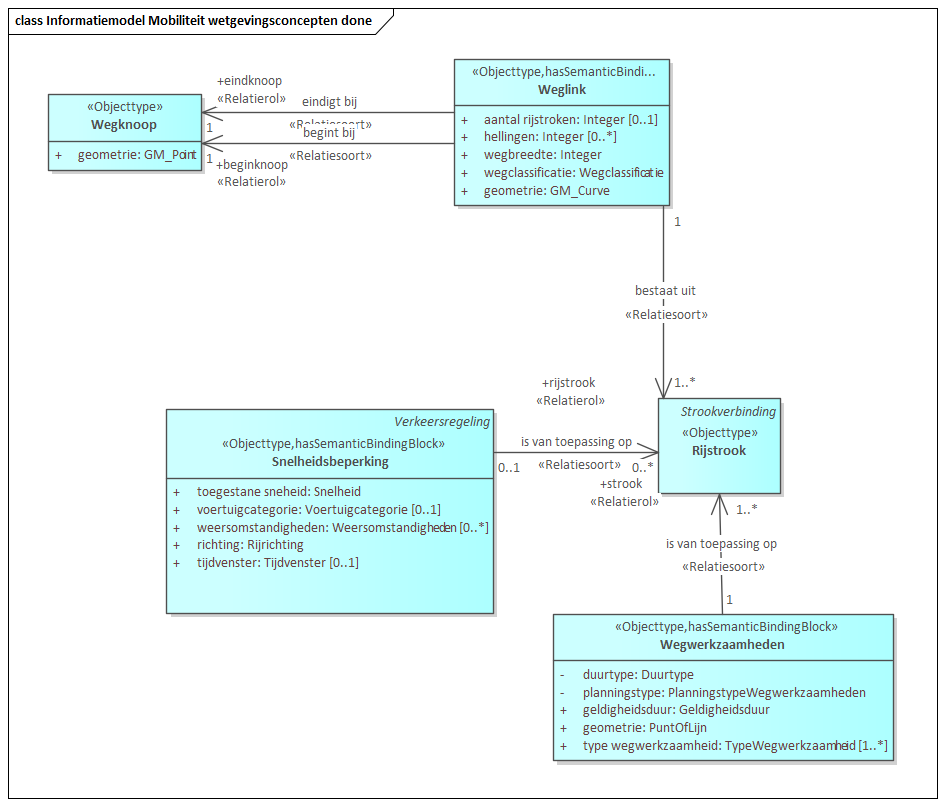 class Informatiemodel Mobiliteit wetgevingsconcepten done
«Objecttype»
Wegknoop
+ geometrie: GM_Point
+eindknoop
«Relatierol»
1
eindigt bij
«Relatiesoort»
begint bij
«Relatiesoort»
1
+beginknoop
«Relatierol»
«Objecttype,hasSemanticBindi...
Weglink
+ aantal rijstroken: Integer [0..1]
+ hellingen: Integer [0..*]
+ wegbreedte: Integer
+ wegclassificatie: Wegclassificatie
+ geometrie: GM_Curve
1
bestaat uit
«Relatiesoort»
1..*
+rijstrook
«Relatierol»
Strookverbinding
«Objecttype»
Rijstrook
Verkeersregeling
«Objecttype,hasSemanticBindingBlock»
Snelheidsbeperking
+ toegestane sneheid: Snelheid
+ voertuigcategorie: Voertuigcategorie [0..1]
+ weersomstandigheden: Weersomstandigheden [0..*]
+ richting: Rijrichting
+ tijdvenster: Tijdvenster [0..1]
is van toepassing op
0..1
«Relatiesoort»
0..*
+strook
«Relatierol»
1..*
is van toepassing op
«Relatiesoort»
1
«Objecttype,hasSemanticBindingBlock»
Wegwerkzaamheden
- duurtype: Duurtype
- planningstype: PlanningstypeWegwerkzaamheden
+ geldigheidsduur: Geldigheidsduur
+ geometrie: PuntOfLijn
+ type wegwerkzaamheid: TypeWegwerkzaamheid [1..*]